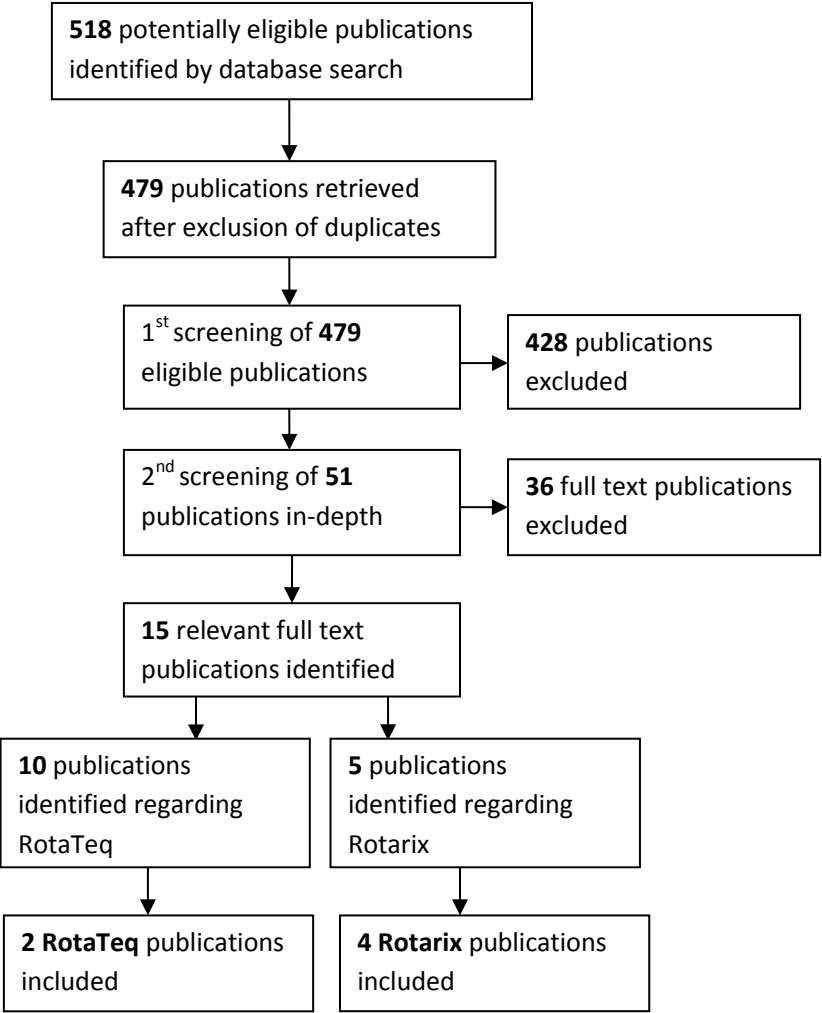 518 potentially eligible publications
identified by database search
479 publications retrieved
after exclusion of duplicates
1st screening of 479
eligible publications
428 publications
excluded
2nd screening of 51
publications in-depth
36 full text publications
excluded
15 relevant full text
publications identified
10 publications
identified regarding
RotaTeq
5 publications
identified regarding
Rotarix
2 RotaTeq publications
included
4 Rotarix publications
included